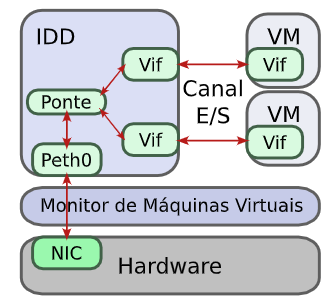 IDD
Vif
VM
Vif
Canal
E/S
Ponte
VM
Vif
Vif
Peth0
Monitor de Máquinas Virtuais
NIC
Hardware